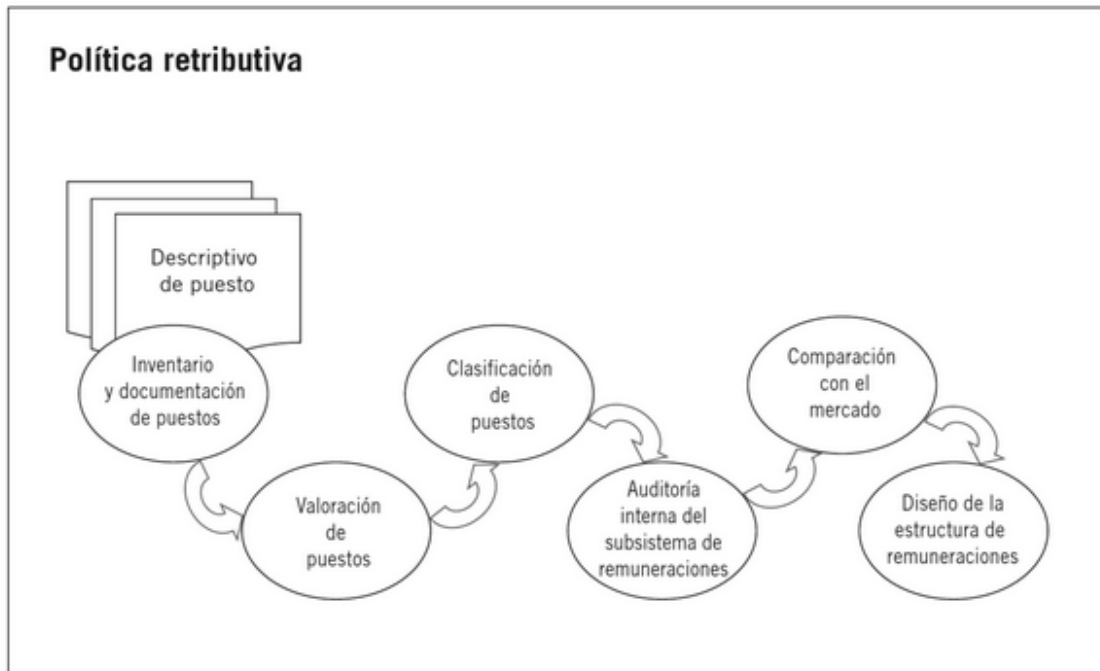 Política retributiva
Descriptivo
de puesto
Inventario
y documentación
de puestos
Valoración
de
puestos
Clasificación
de
puestos
Auditoría
interna del
subsistema de
remuneraciones
Comparación
con el
mercado
Diseño de la
estructura de
remuneraciones